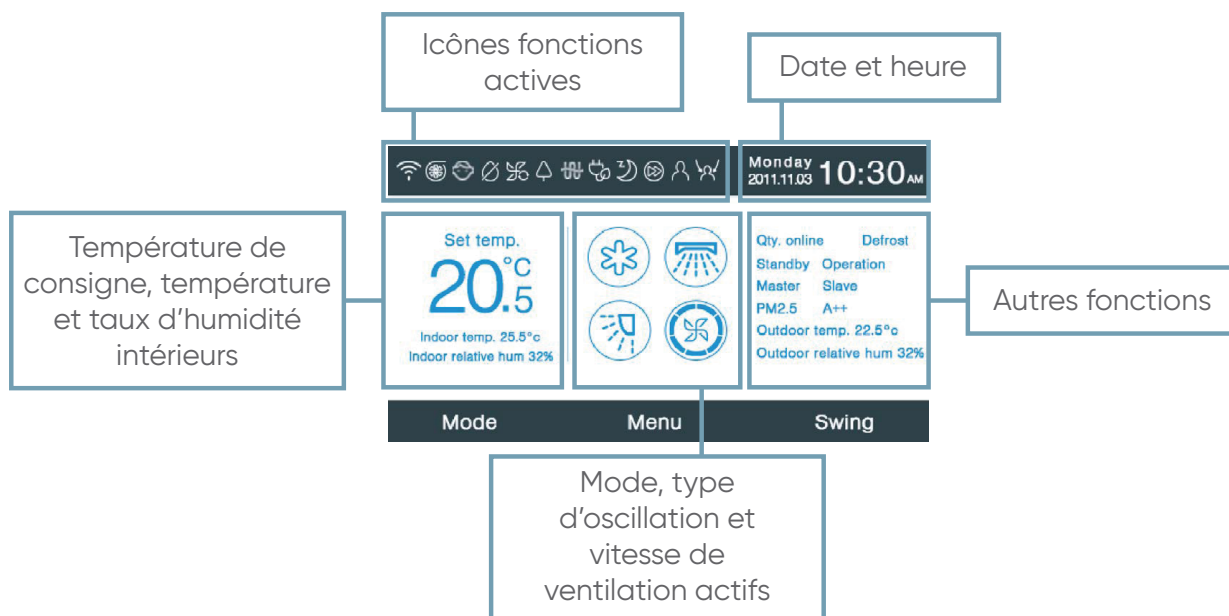 Icônes fonctions
actives
Date et heure
Monday
2011.11.03
10:30 AM
Température de
consigne, température
et taux d'humidité
intérieurs
Set temp.
20.5°C
Indoor temp. 25.5°c
Indoor relative hum 32%
Qty. online Defrost
Standby Operation
Master Slave
PM2.5 A++
Outdoor temp. 22.5°c
Outdoor relative hum 32%
Autres fonctions
Mode Menu Swing
Mode, type
d'oscillation et
vitesse de
ventilation actifs